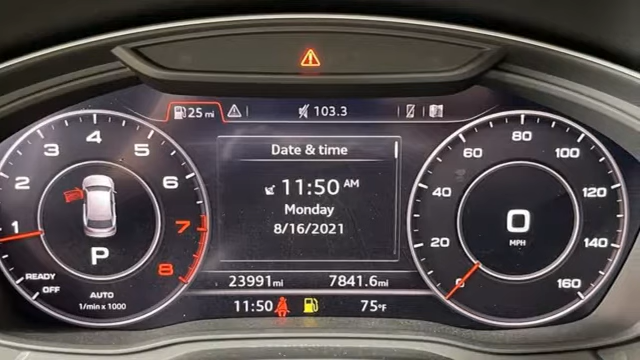 25 mi
103.3
Date & time
11:50 AM
Monday
8/16/2021
1
2
3
4
5
6
7
8
P
READY
OFF
AUTO
1/min x 1000
0
20
40
60
80
100
120
140
160
0
MPH
23991mi
7841.6mi
11:50
75°F